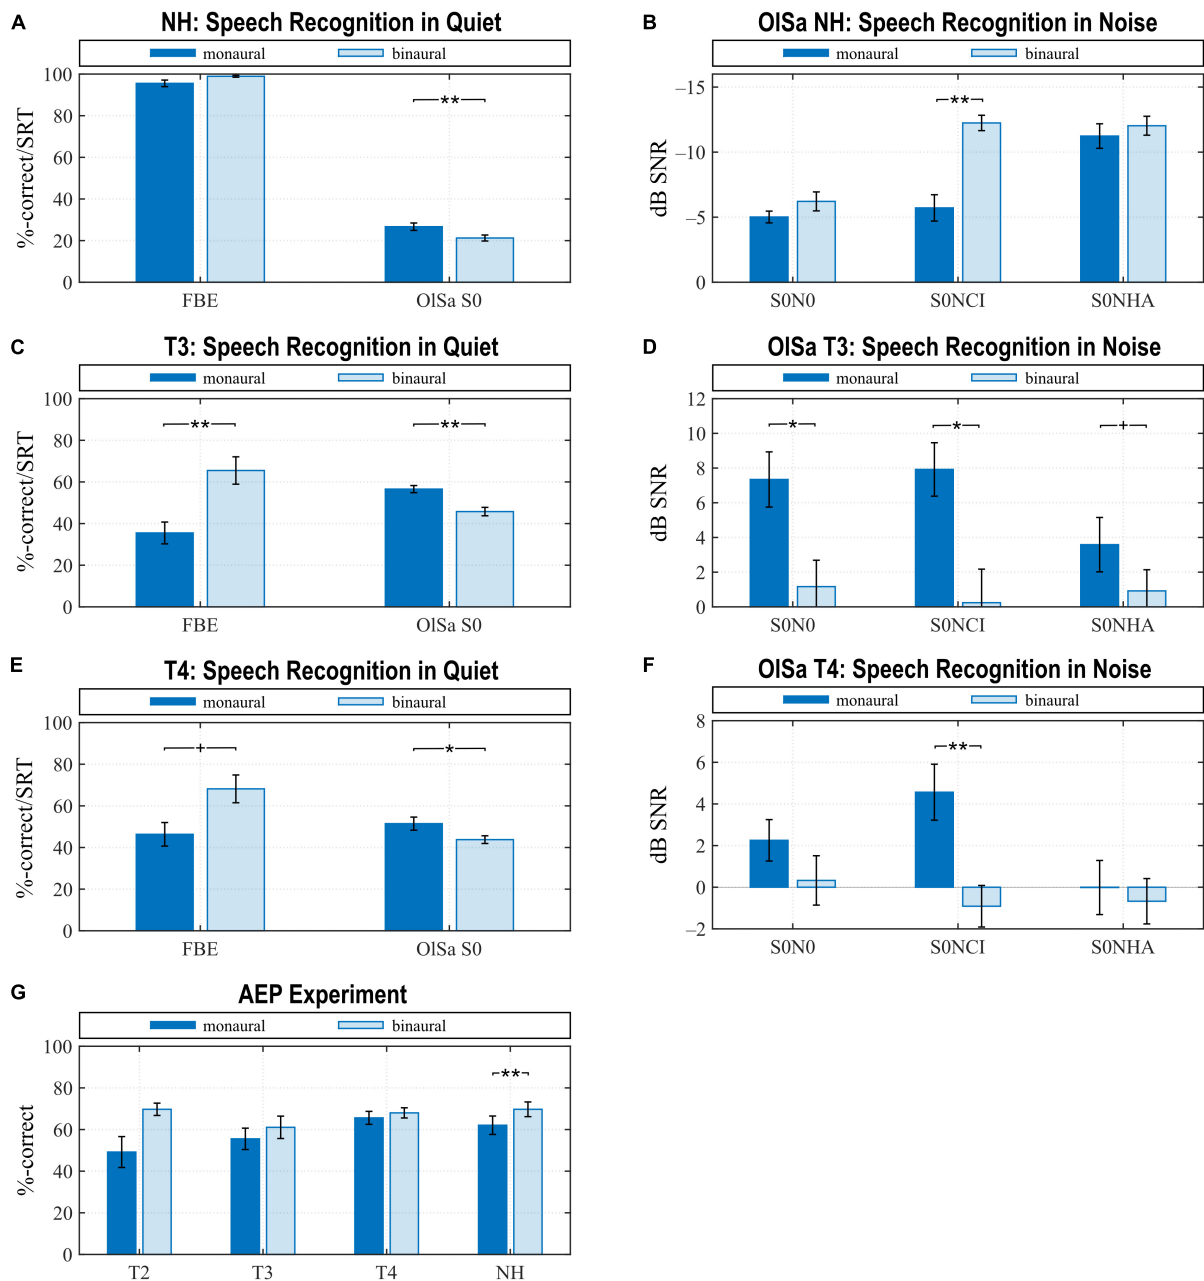 A
NH: Speech Recognition in Quiet
monaural binaural
%-correct/SRT
100
80
60
40
20
0
**
FBE OlSa S0
B
OlSa NH: Speech Recognition in Noise
monaural binaural
dB SNR
−15
−10
−5
0
**
S0N0 S0NCI S0NHA
C
T3: Speech Recognition in Quiet
monaural binaural
%-correct/SRT
100
80
60
40
20
0
** **
FBE OlSa S0
D
OlSa T3: Speech Recognition in Noise
monaural binaural
dB SNR
12
10
8
6
4
2
0
* * +
S0N0 S0NCI S0NHA
E
T4: Speech Recognition in Quiet
monaural binaural
%-correct/SRT
100
80
60
40
20
0
+ *
FBE OlSa S0
F
OlSa T4: Speech Recognition in Noise
monaural binaural
dB SNR
8
6
4
2
0
−2
**
S0N0 S0NCI S0NHA
G
AEP Experiment
monaural binaural
%-correct
100
80
60
40
20
0
**
T2 T3 T4 NH